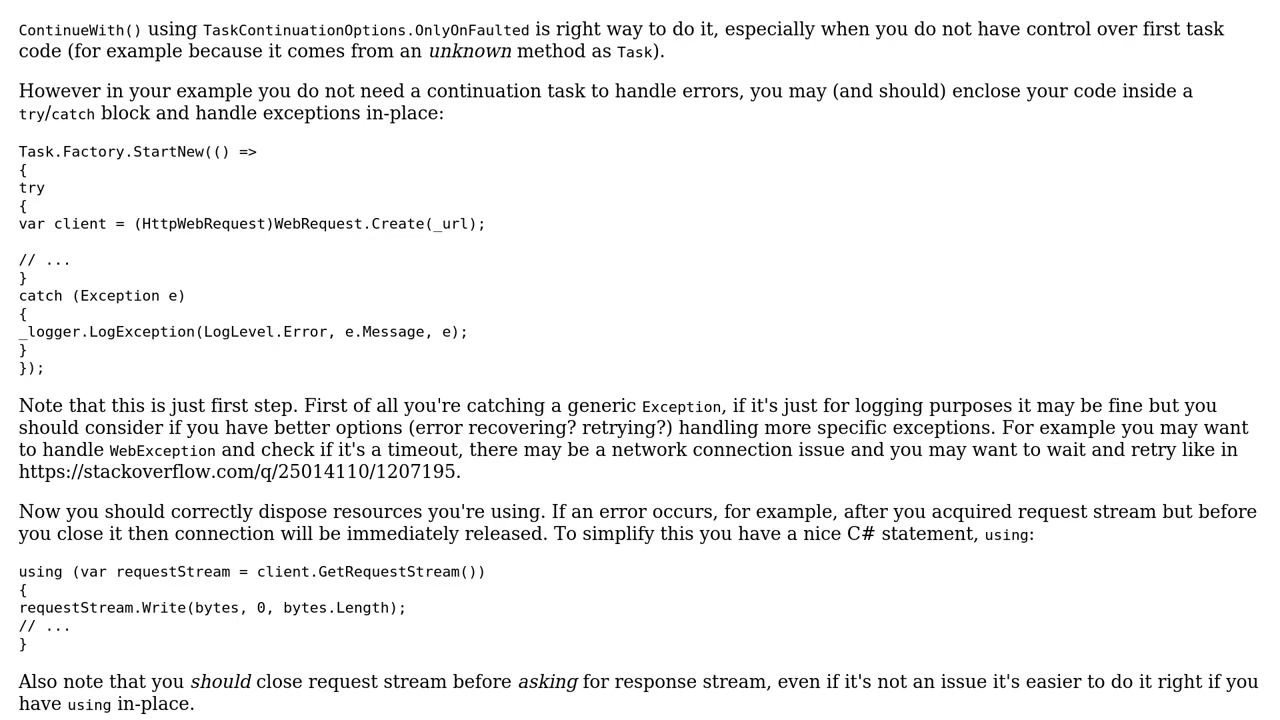 ContinueWith() using TaskContinuationOptions.OnlyOnFaulted is right way to do it, especially when you do not have control over first task
code (for example because it comes from an unknown method as Task).
However in your example you do not need a continuation task to handle errors, you may (and should) enclose your code inside a
try/catch block and handle exceptions in-place:
Task.Factory.StartNew(() =>
{
try
{
var client = (HttpWebRequest)WebRequest.Create(_url);
// ...
}
catch (Exception e)
{
_logger.LogException(LogLevel.Error, e.Message, e);
}
});
Note that this is just first step. First of all you're catching a generic Exception, if it's just for logging purposes it may be fine but you
should consider if you have better options (error recovering? retrying?) handling more specific exceptions. For example you may want
to handle WebException and check if it's a timeout, there may be a network connection issue and you may want to wait and retry like in
https://stackoverflow.com/q/25014110/1207195.
Now you should correctly dispose resources you're using. If an error occurs, for example, after you acquired request stream but before
you close it then connection will be immediately released. To simplify this you have a nice C# statement, using:
using (var requestStream = client.GetRequestStream())
{
requestStream.Write(bytes, 0, bytes.Length);
// ...
}
Also note that you should close request stream before asking for response stream, even if it's not an issue it's easier to do it right if you
have using in-place.